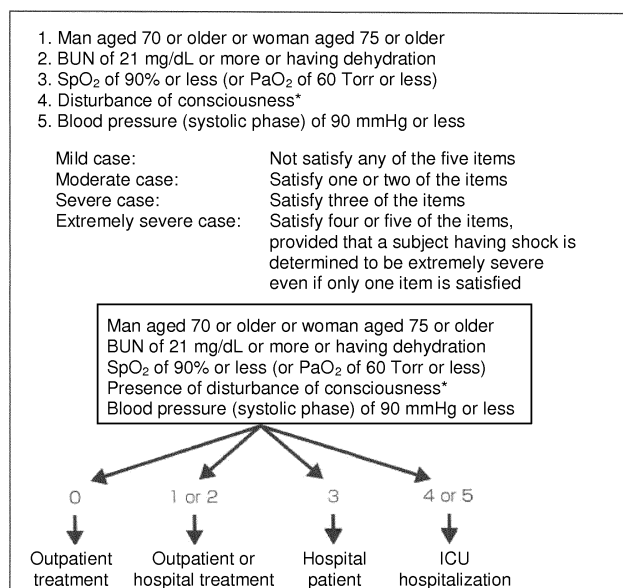 1. Man aged 70 or older or woman aged 75 or older
2. BUN of 21 mg/dL or more or having dehydration
3. SpO₂ of 90% or less (or PaO₂ of 60 Torr or less)
4. Disturbance of consciousness*
5. Blood pressure (systolic phase) of 90 mmHg or less
Mild case: Not satisfy any of the five items
Moderate case: Satisfy one or two of the items
Severe case: Satisfy three of the items
Extremely severe case: Satisfy four or five of the items,
provided that a subject having shock is
determined to be extremely severe
even if only one item is satisfied
Man aged 70 or older or woman aged 75 or older
BUN of 21 mg/dL or more or having dehydration
SpO₂ of 90% or less (or PaO₂ of 60 Torr or less)
Presence of disturbance of consciousness*
Blood pressure (systolic phase) of 90 mmHg or less
0 1 or 2 3 4 or 5
Outpatient Outpatient or Hospital ICU
treatment hospital treatment patient hospitalization